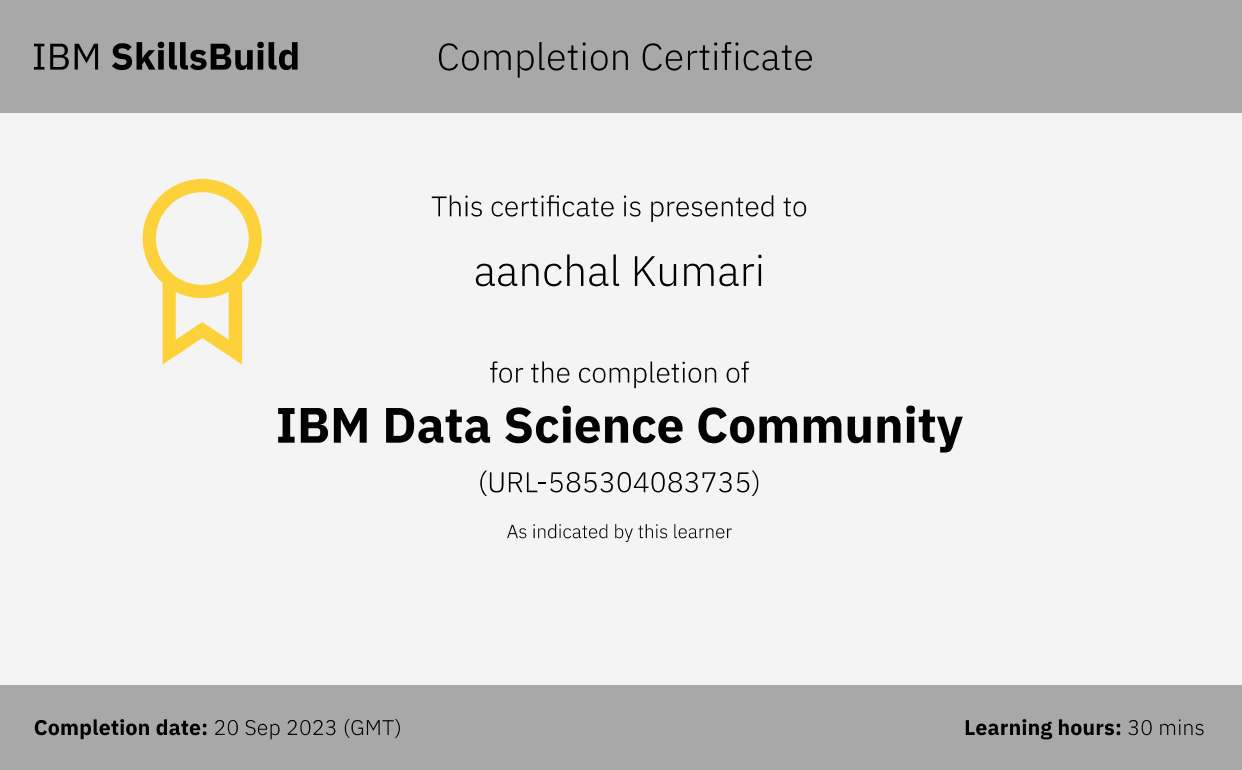 IBM SkillsBuild
Completion Certificate
This certificate is presented to
aanchal Kumari
for the completion of
IBM Data Science Community
(URL-585304083735)
As indicated by this learner
Completion date: 20 Sep 2023 (GMT)
Learning hours: 30 mins